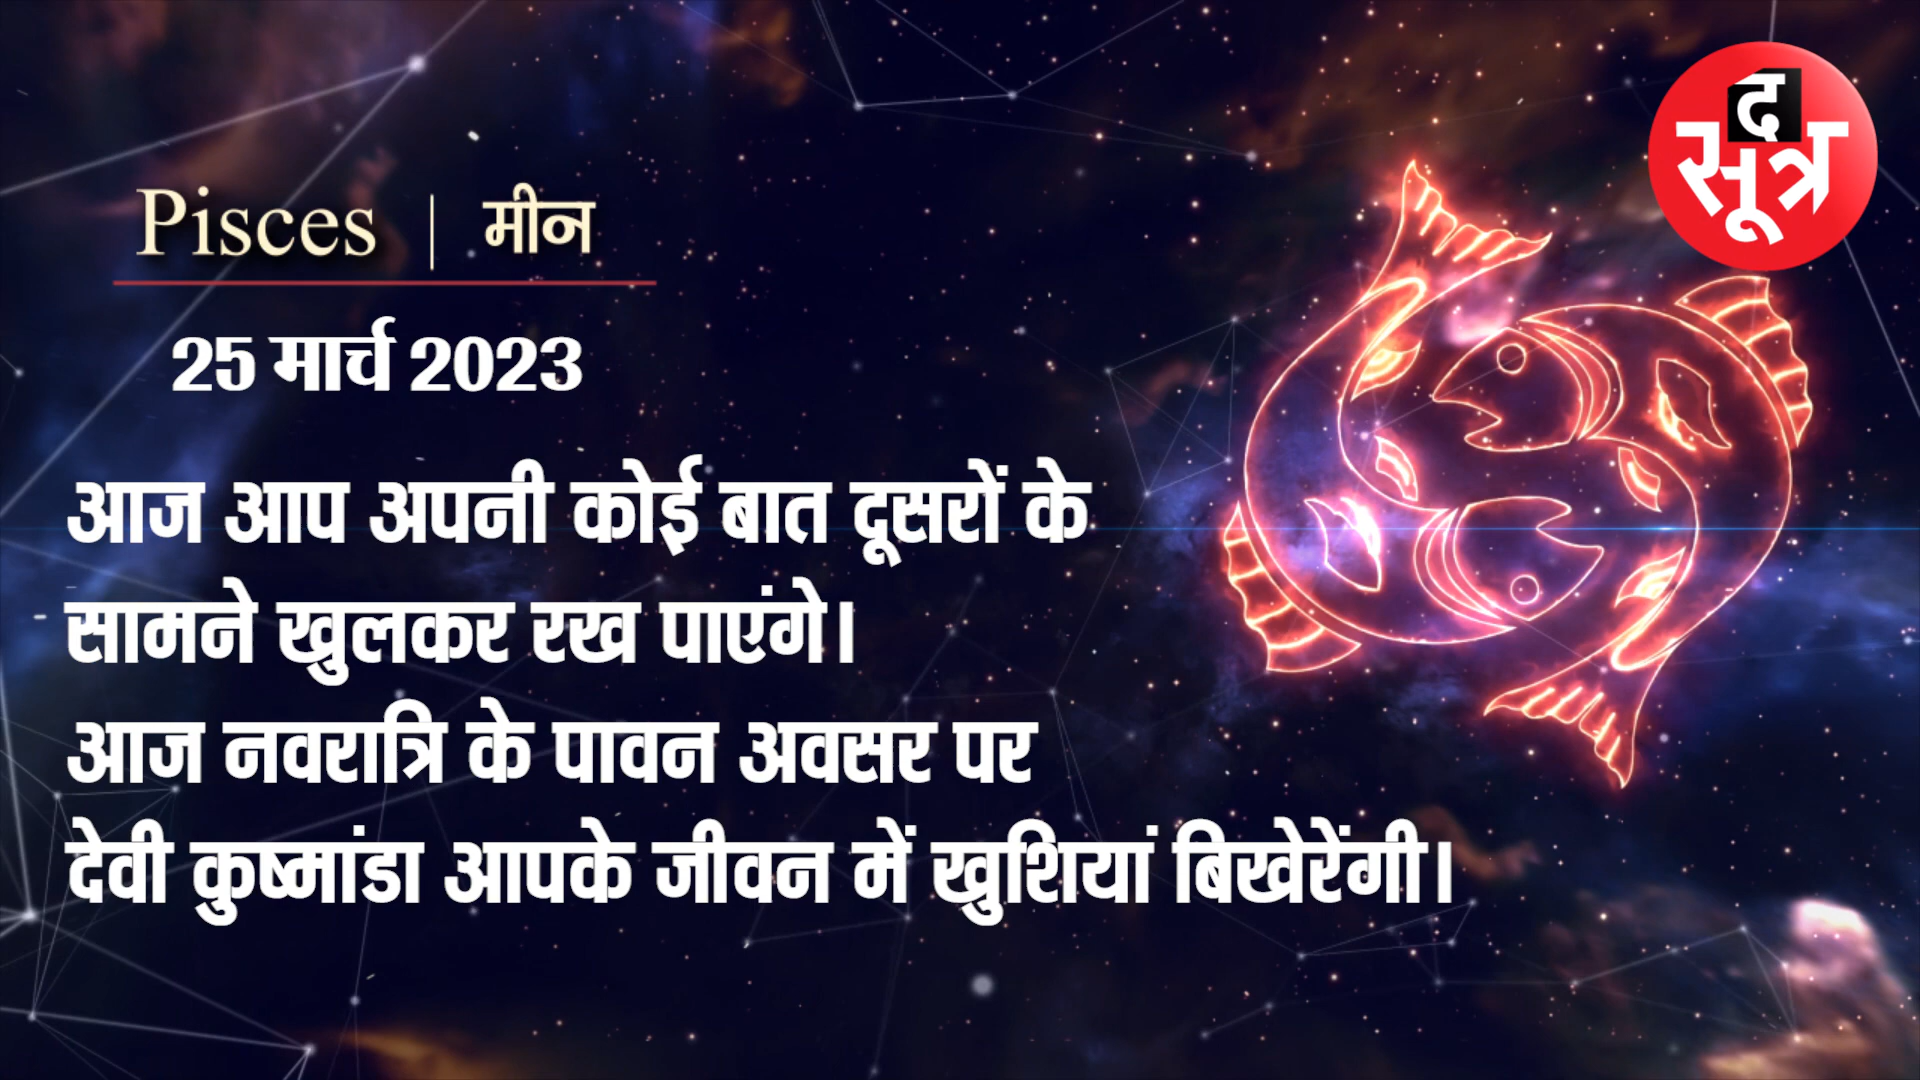 द
सूत्र
Pisces | मीन
25 मार्च 2023
आज आप अपनी कोई बात दूसरों के
सामने खुलकर रख पाएंगे।
आज नवरात्रि के पावन अवसर पर
देवी कुष्मांडा आपके जीवन में खुशियां बिखेरेंगी।